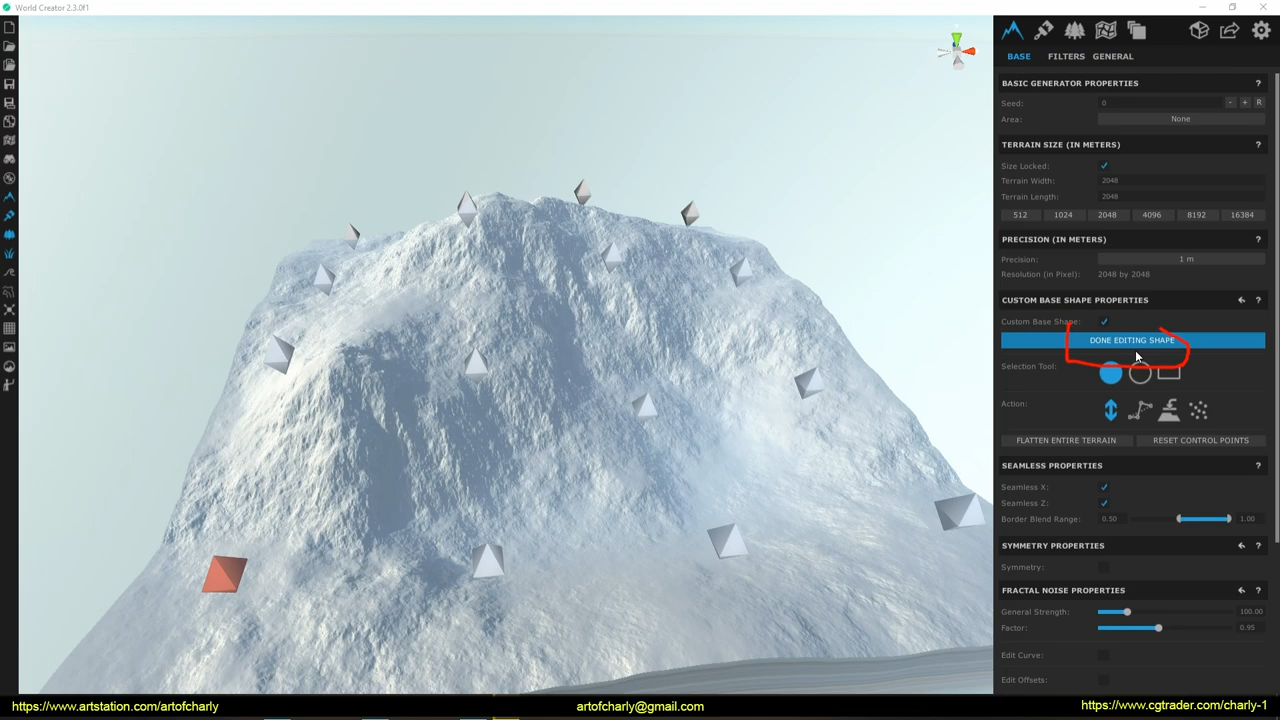 World Creator 2.3.0f1
BASE FILTERS GENERAL
BASIC GENERATOR PROPERTIES ?
Seed: 0 - + R
Area: None
TERRAIN SIZE (IN METERS) ?
Size Locked:
Terrain Width: 2048
Terrain Length: 2048
512 1024 2048 4096 8192 16384
PRECISION (IN METERS) ?
Precision: 1 m
Resolution (in Pixel): 2048 by 2048
CUSTOM BASE SHAPE PROPERTIES ?
Custom Base Shape:
DONE EDITING SHAPE
Selection Tool:
Action:
FLATTEN ENTIRE TERRAIN RESET CONTROL POINTS
SEAMLESS PROPERTIES ?
Seamless X:
Seamless Z:
Border Blend Range: 0.50 1.00
SYMMETRY PROPERTIES ?
Symmetry:
FRACTAL NOISE PROPERTIES ?
General Strength: 100.00
Factor: 0.95
Edit Curve:
Edit Offsets:
https://www.artstation.com/artofcharly artofcharly@gmail.com https://www.cgtrader.com/charly-1